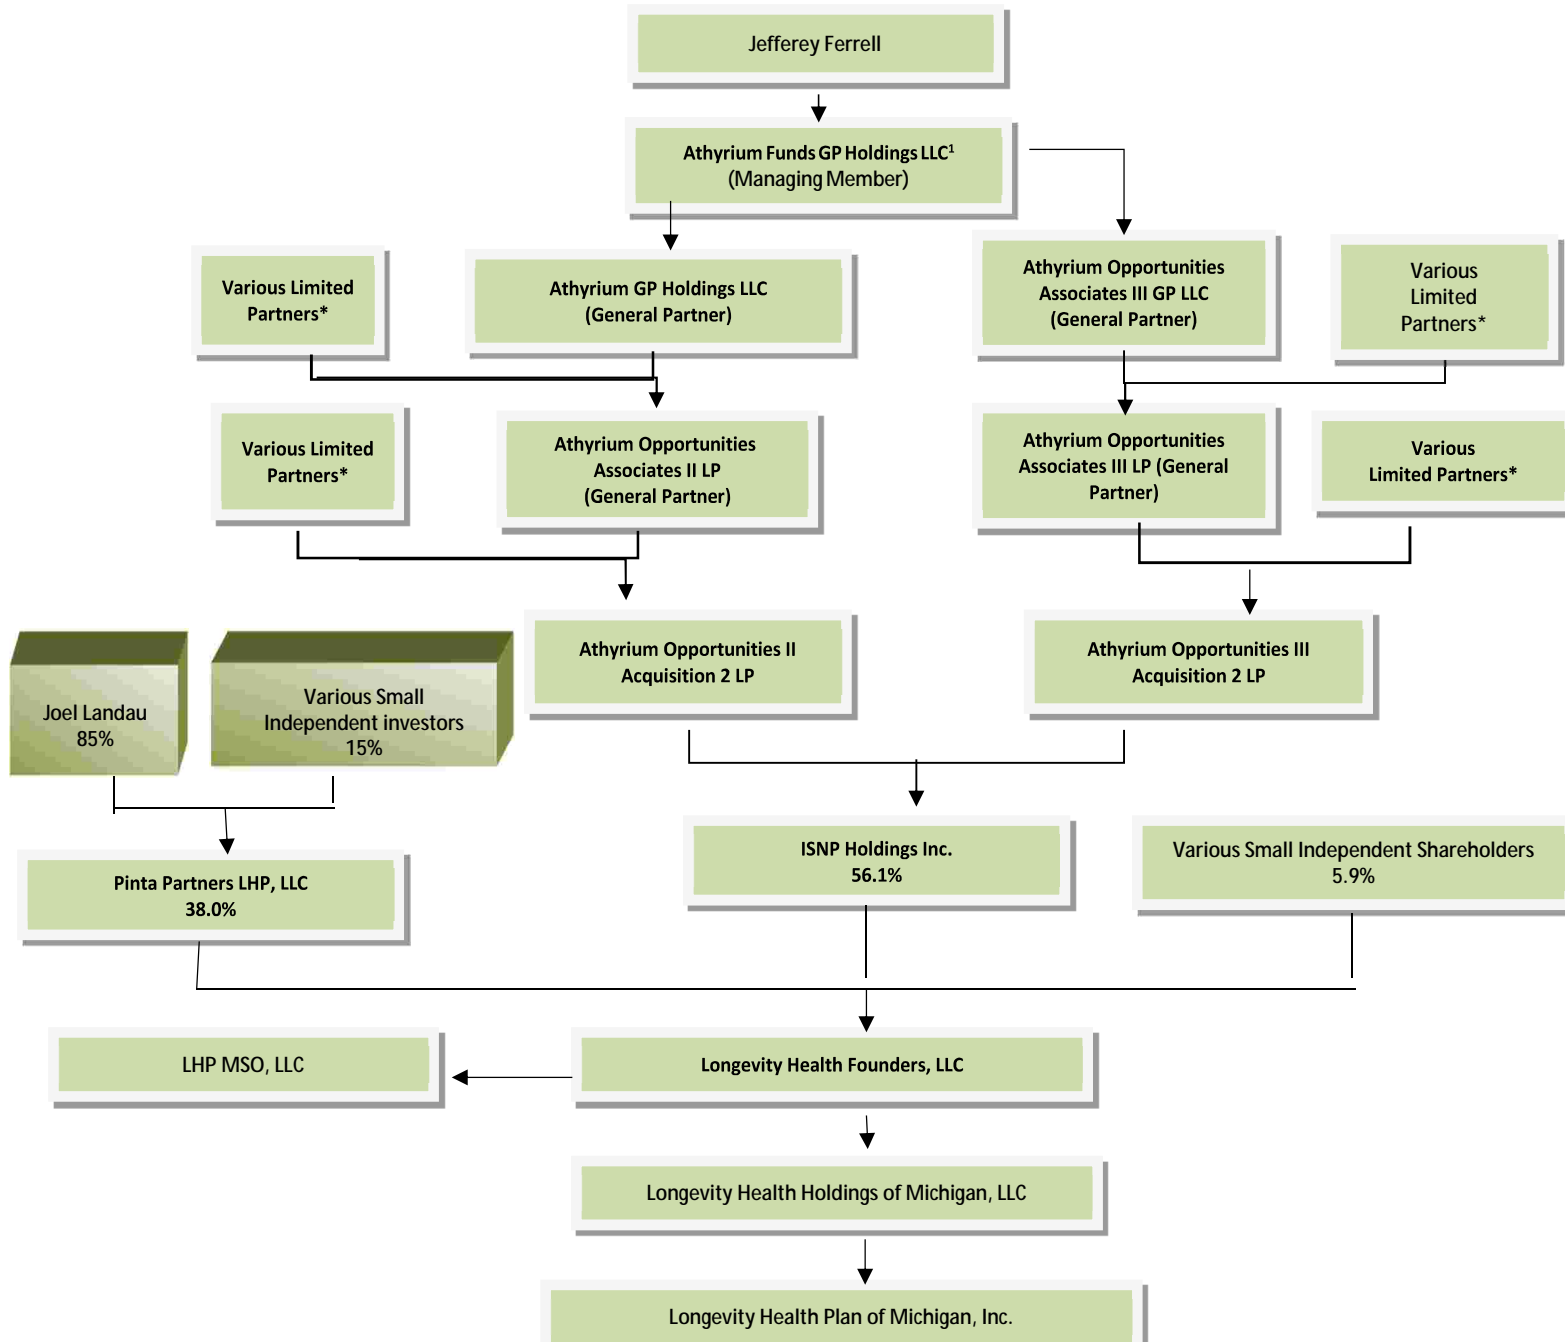 Jefferey Ferrell
Athyrium Funds GP Holdings LLC¹
(Managing Member)
Various Limited
Partners*
Athyrium GP Holdings LLC
(General Partner)
Athyrium Opportunities
Associates III GP LLC
(General Partner)
Various
Limited
Partners*
Various Limited
Partners*
Athyrium Opportunities
Associates II LP
(General Partner)
Athyrium Opportunities
Associates III LP (General
Partner)
Various
Limited Partners*
Joel Landau
85%
Various Small
Independent investors
15%
Athyrium Opportunities II
Acquisition 2 LP
Athyrium Opportunities III
Acquisition 2 LP
Pinta Partners LHP, LLC
38.0%
ISNP Holdings Inc.
56.1%
Various Small Independent Shareholders
5.9%
LHP MSO, LLC
Longevity Health Founders, LLC
Longevity Health Holdings of Michigan, LLC
Longevity Health Plan of Michigan, Inc.